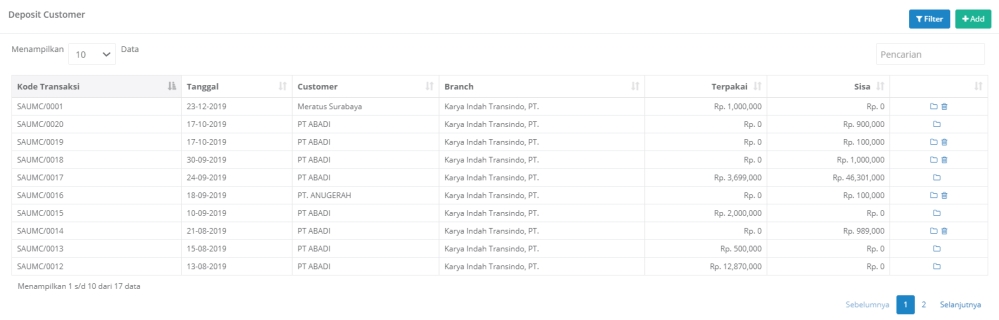 Deposit Customer
Filter
+Add
Menampilkan 10 Data
Pencarian
Kode Transaksi Tanggal Customer Branch Terpakai Sisa
SAUMC/0001 23-12-2019 Meratus Surabaya Karya Indah Transindo, PT. Rp. 1,000,000 Rp. 0
SAUMC/0020 17-10-2019 PT ABADI Karya Indah Transindo, PT. Rp. 0 Rp. 900,000
SAUMC/0019 17-10-2019 PT ABADI Karya Indah Transindo, PT. Rp. 0 Rp. 100,000
SAUMC/0018 30-09-2019 PT ABADI Karya Indah Transindo, PT. Rp. 0 Rp. 1,000,000
SAUMC/0017 24-09-2019 PT ABADI Karya Indah Transindo, PT. Rp. 3,699,000 Rp. 46,301,000
SAUMC/0016 18-09-2019 PT. ANUGERAH Karya Indah Transindo, PT. Rp. 0 Rp. 100,000
SAUMC/0015 10-09-2019 PT ABADI Karya Indah Transindo, PT. Rp. 2,000,000 Rp. 0
SAUMC/0014 21-08-2019 PT ABADI Karya Indah Transindo, PT. Rp. 0 Rp. 989,000
SAUMC/0013 15-08-2019 PT ABADI Karya Indah Transindo, PT. Rp. 500,000 Rp. 0
SAUMC/0012 13-08-2019 PT ABADI Karya Indah Transindo, PT. Rp. 12,870,000 Rp. 0
Menampilkan 1 s/d 10 dari 17 data
Sebelumnya 1 2 Selanjutnya